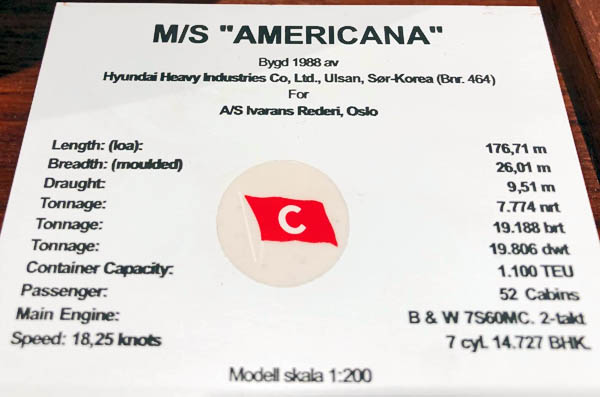 M/S "AMERICANA"
Bygd 1988 av
Hyundai Heavy Industries Co, Ltd., Ulsan, Sør-Korea (Bnr. 464)
For
A/S Ivarans Rederi, Oslo
Length: (loa): 176,71 m
Breadth: (moulded) 26,01 m
Draught: 9,51 m
Tonnage: 7.774 nrt
Tonnage: 19.188 brt
Tonnage: 19.806 dwt
Container Capacity: 1.100 TEU
Passenger: 52 Cabins
Main Engine: B & W 7S60MC. 2-takt
Speed: 18,25 knots 7 cyl. 14.727 BHK.
C
Modell skala 1:200